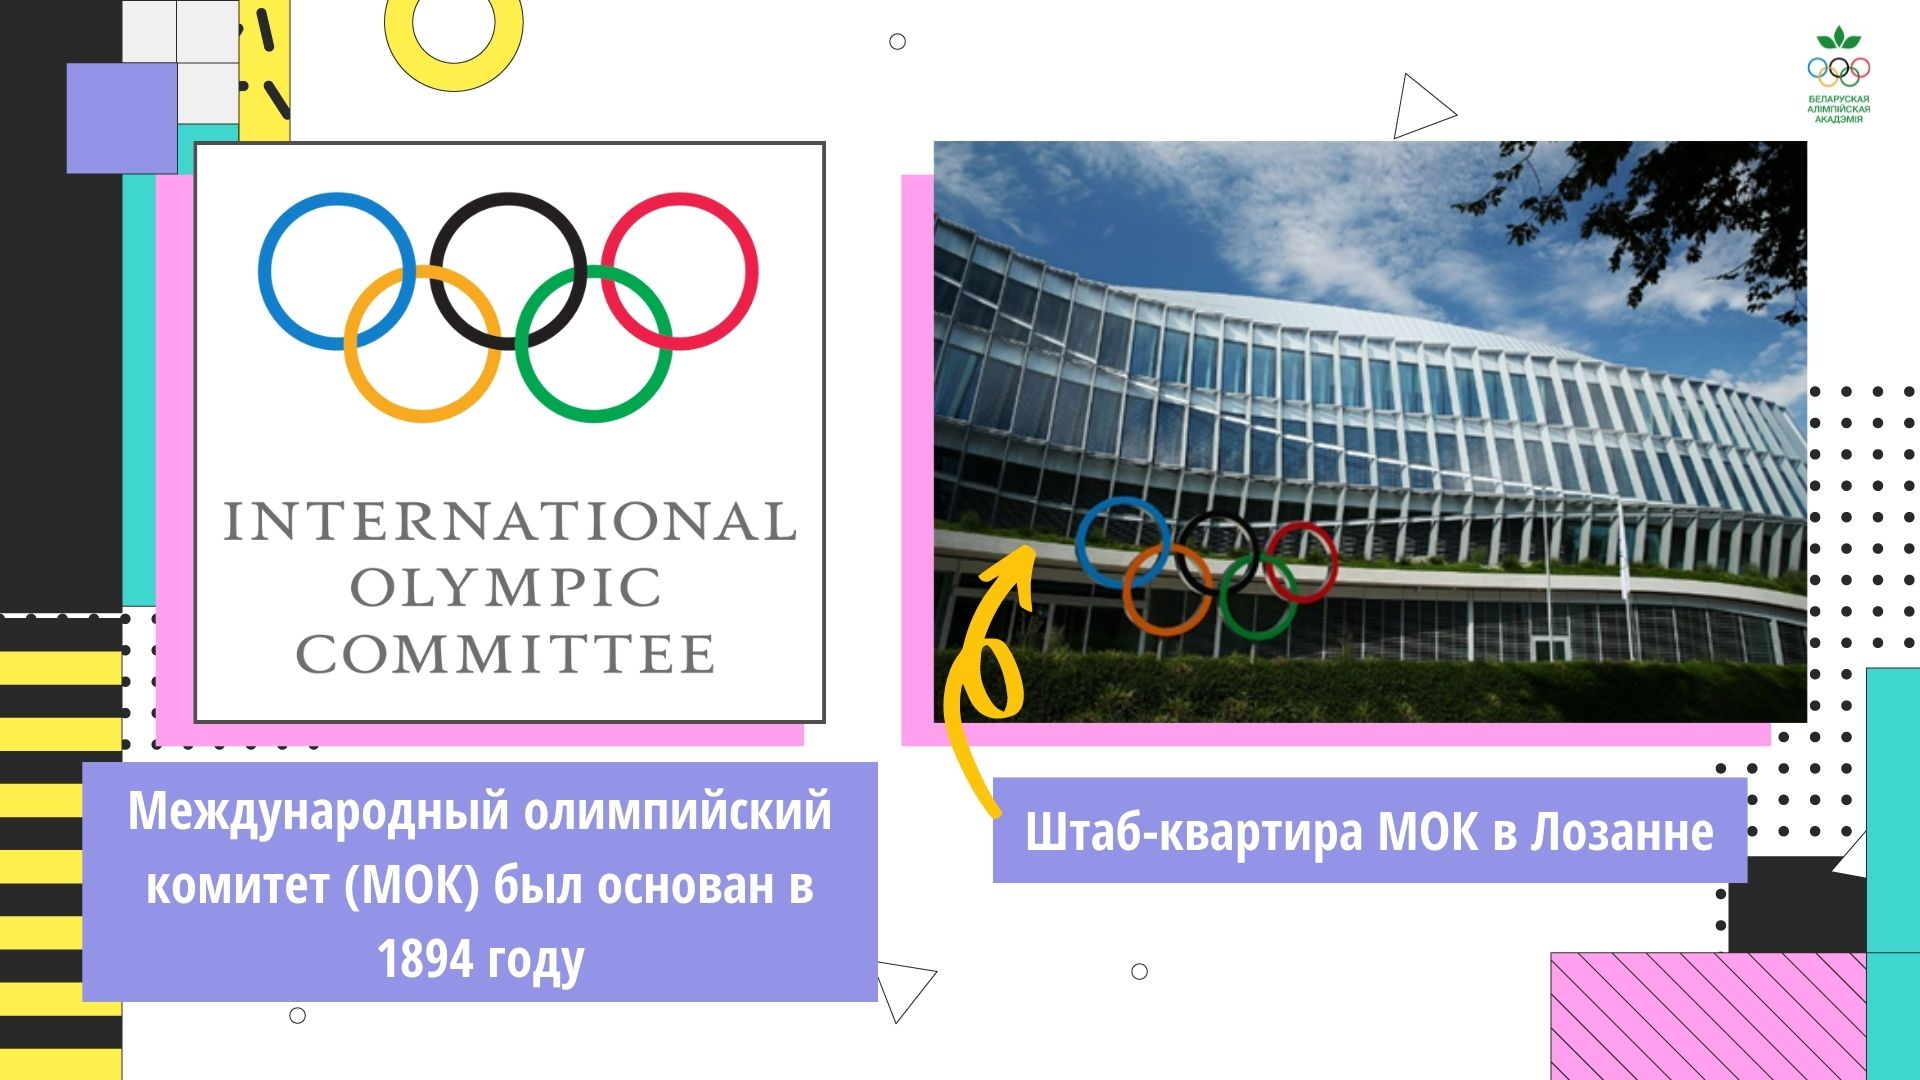 БЕЛАРУСКАЯ
АЛІМПІЙСКАЯ
АКАДЭМІЯ
INTERNATIONAL
OLYMPIC
COMMITTEE
Международный олимпийский
комитет (МОК) был основан в
1894 году
Штаб-квартира МОК в Лозанне